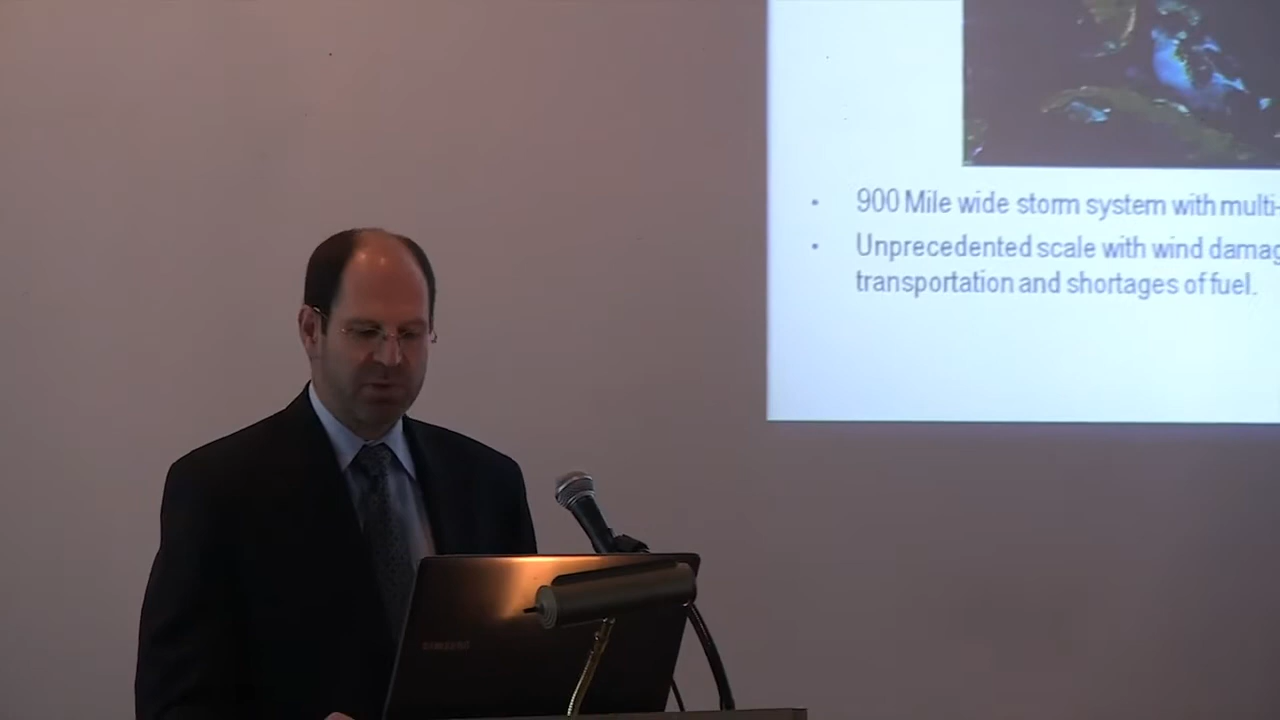 900 Mile wide storm system with multi-
Unprecedented scale with wind damag
transportation and shortages of fuel.
SAMSUNG